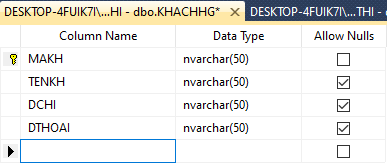 DESKTOP-4FUIK7I\...HI - dbo.KHACHHG* DESKTOP-4FUIK7I\...THI - dbo
Column Name Data Type Allow Nulls
MAKH nvarchar(50)
TENKH nvarchar(50)
DCHI nvarchar(50)
DTHOAI nvarchar(50)